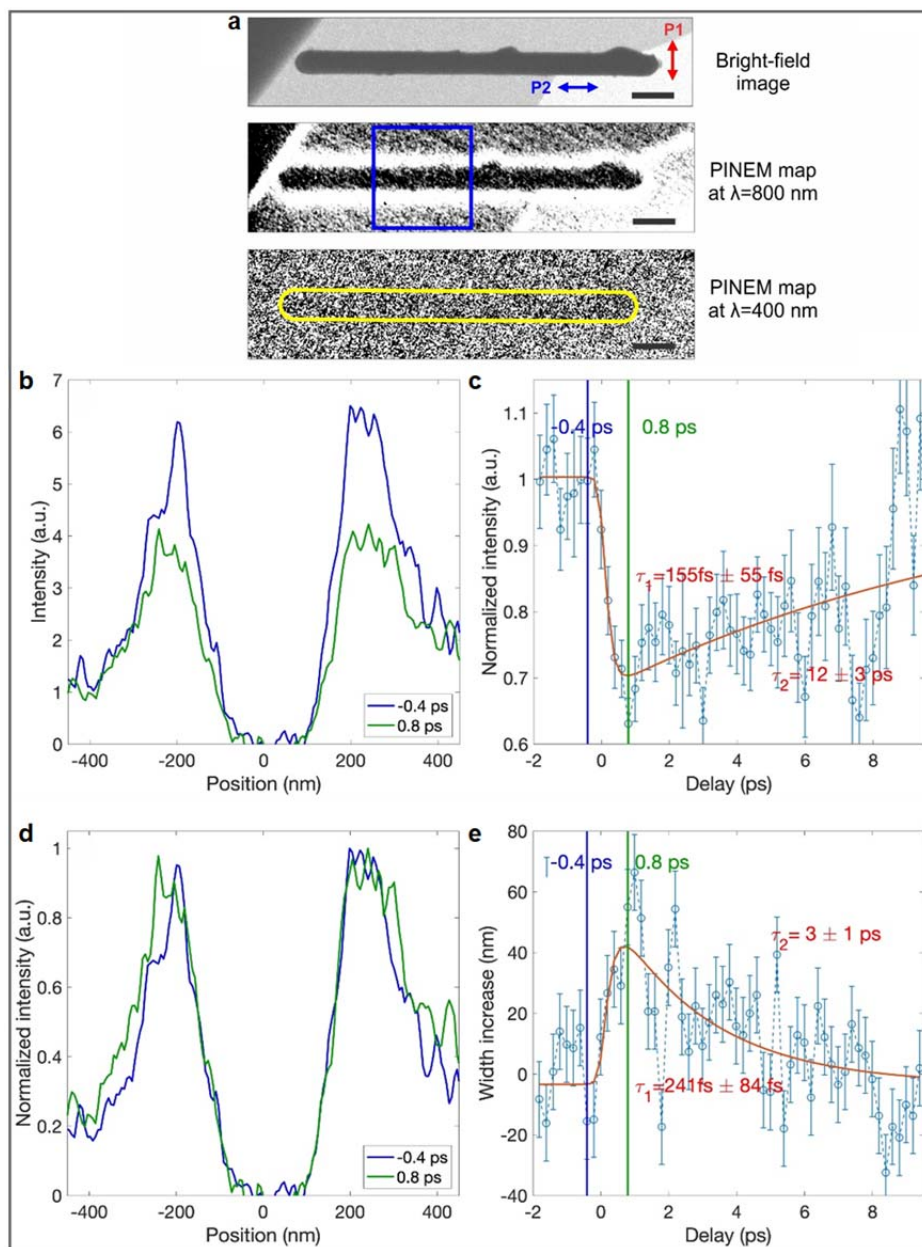 a
P1
P2
Bright-field
image
PINEM map
at λ=800 nm
PINEM map
at λ=400 nm
b
7
6
5
4
3
2
1
0
Intensity (a.u.)
-400
-200
0
200
400
Position (nm)
-0.4 ps
0.8 ps
c
1.1
1
0.9
0.8
0.7
0.6
Normalized intensity (a.u.)
-0.4 ps
0.8 ps
τ1=155fs ± 55 fs
τ2= 12 ± 3 ps
-2
0
2
4
6
8
Delay (ps)
d
1
0.8
0.6
0.4
0.2
0
Normalized intensity (a.u.)
-400
-200
0
200
400
Position (nm)
-0.4 ps
0.8 ps
e
80
60
40
20
0
-20
-40
Width increase (nm)
-0.4 ps
0.8 ps
τ2= 3 ± 1 ps
τ1=241fs ± 84 fs
-2
0
2
4
6
8
Delay (ps)